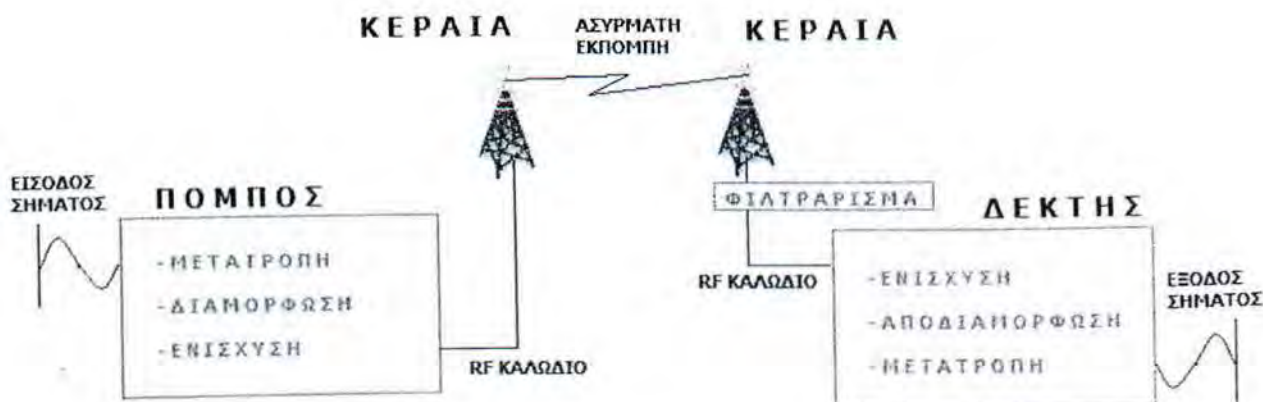 ΚΕΡΑΙΑ
ΑΣΥΡΜΑΤΗ
ΕΚΠΟΜΠΗ
ΚΕΡΑΙΑ
ΕΙΣΟΔΟΣ
ΣΗΜΑΤΟΣ
ΠΟΜΠΟΣ
-ΜΕΤΑΤΡΟΠΗ
-ΔΙΑΜΟΡΦΩΣΗ
-ΕΝΙΣΧΥΣΗ
RF ΚΑΛΩΔΙΟ
ΦΙΛΤΡΑΡΙΣΜΑ
RF ΚΑΛΩΔΙΟ
ΔΕΚΤΗΣ
-ΕΝΙΣΧΥΣΗ
-ΑΠΟΔΙΑΜΟΡΦΩΣΗ
-ΜΕΤΑΤΡΟΠΗ
ΕΞΟΔΟΣ
ΣΗΜΑΤΟΣ